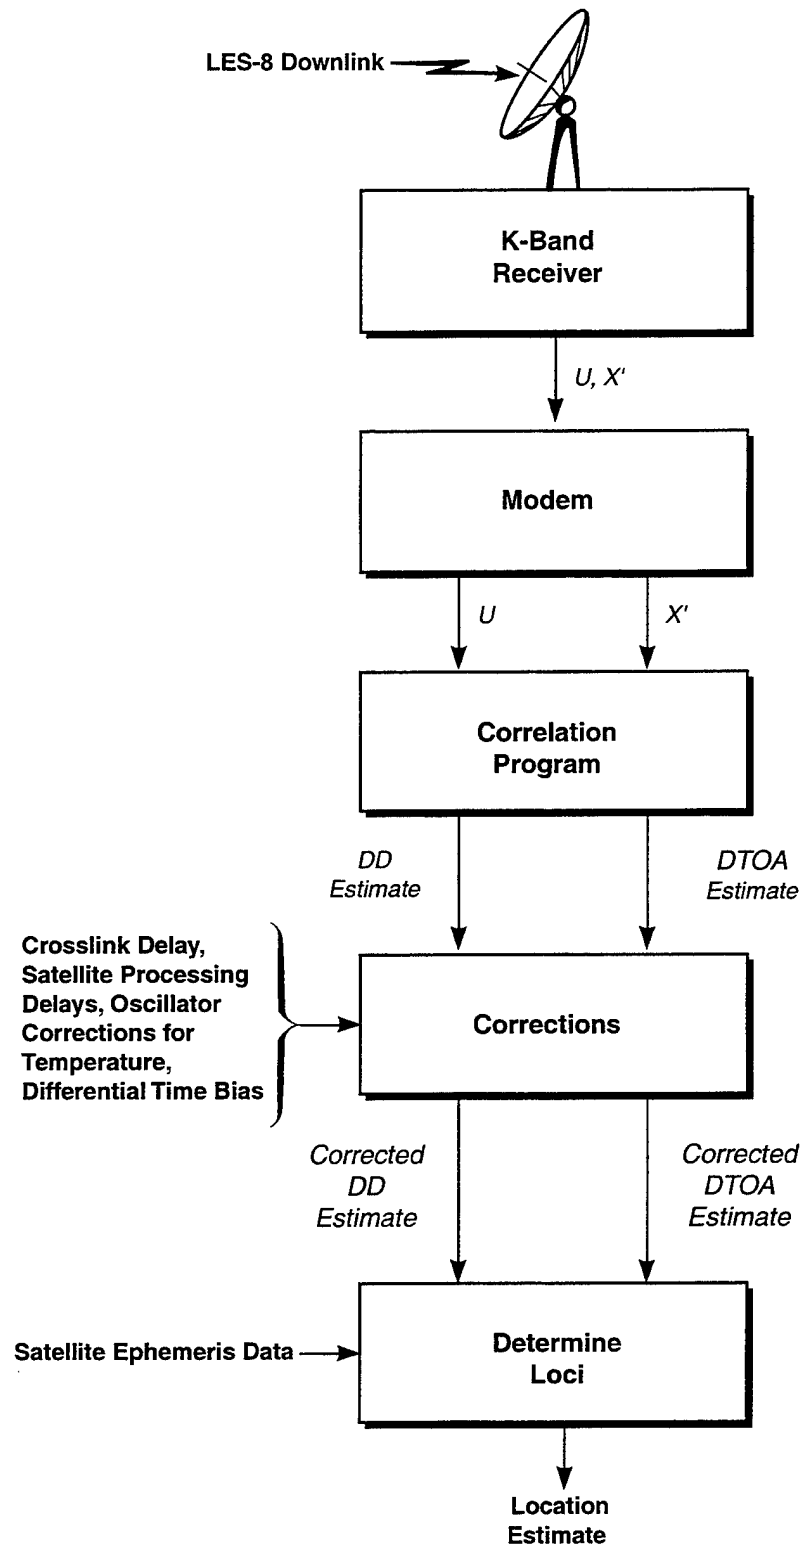 LES-8 Downlink
K-Band
Receiver
U, X'
Modem
U
X'
Correlation
Program
DD
Estimate
DTOA
Estimate
Crosslink Delay,
Satellite Processing
Delays, Oscillator
Corrections for
Temperature,
Differential Time Bias
Corrections
Corrected
DD
Estimate
Corrected
DTOA
Estimate
Satellite Ephemeris Data
Determine
Loci
Location
Estimate